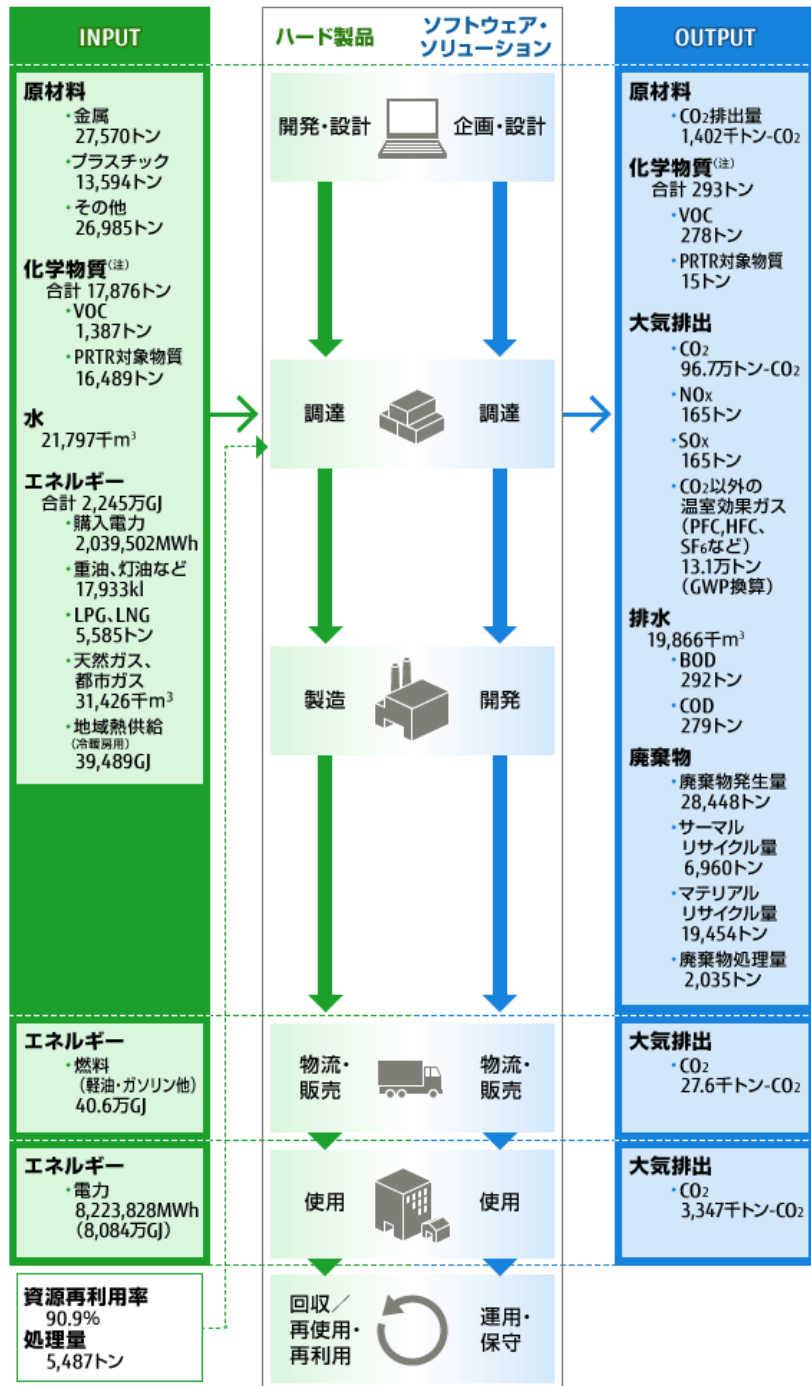 INPUT
原材料
・金属
27,570トン
・プラスチック
13,594トン
・その他
26,985トン
化学物質(注)
合計 17,876トン
・VOC
1,387トン
・PRTR対象物質
16,489トン
水
21,797千m³
エネルギー
合計 2,245万GJ
・購入電力
2,039,502MWh
・重油、灯油など
17,933kl
・LPG、LNG
5,585トン
・天然ガス、
都市ガス
31,426千m³
・地域熱供給
(冷暖房用)
39,489GJ
エネルギー
・燃料
(軽油・ガソリン他)
40.6万GJ
エネルギー
・電力
8,223,828MWh
(8,084万GJ)
資源再利用率
90.9%
処理量
5,487トン
ハード製品
開発・設計
調達
製造
物流・
販売
使用
回収／
再使用・
再利用
ソフトウェア・
ソリューション
企画・設計
調達
開発
物流・
販売
使用
運用・
保守
OUTPUT
原材料
・CO₂排出量
1,402千トン-CO₂
化学物質(注)
合計 293トン
・VOC
278トン
・PRTR対象物質
15トン
大気排出
・CO₂
96.7万トン-CO₂
・NOx
165トン
・SOx
165トン
・CO₂以外の
温室効果ガス
(PFC,HFC、
SF₆など)
13.1万トン
(GWP換算)
排水
19,866千m³
・BOD
292トン
・COD
279トン
廃棄物
・廃棄物発生量
28,448トン
・サーマル
リサイクル量
6,960トン
・マテリアル
リサイクル量
19,454トン
・廃棄物処理量
2,035トン
大気排出
・CO₂
27.6千トン-CO₂
大気排出
・CO₂
3,347千トン-CO₂